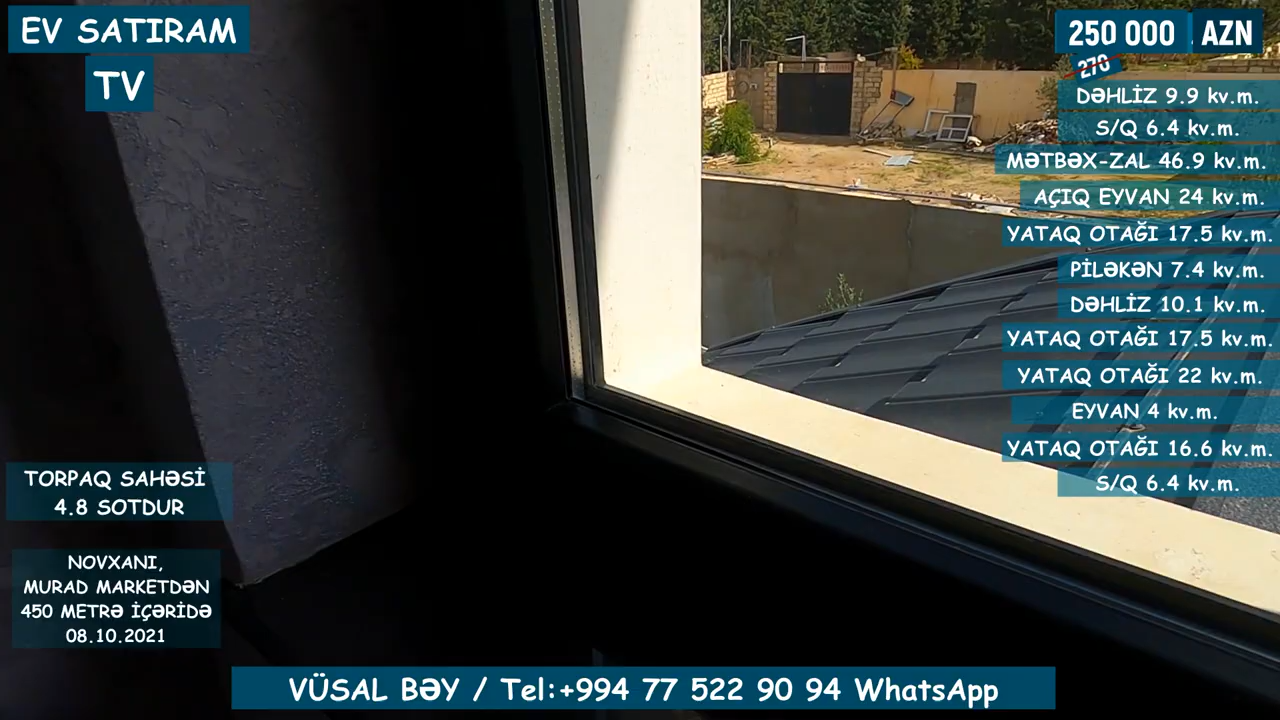 EV SATIRAM
TV
250 000 AZN
270
DƏHLİZ 9.9 kv.m.
S/Q 6.4 kv.m.
MƏTBƏX-ZAL 46.9 kv.m.
AÇIQ EYVAN 24 kv.m.
YATAQ OTAĞI 17.5 kv.m.
PİLƏKƏN 7.4 kv.m.
DƏHLİZ 10.1 kv.m.
YATAQ OTAĞI 17.5 kv.m.
YATAQ OTAĞI 22 kv.m.
EYVAN 4 kv.m.
YATAQ OTAĞI 16.6 kv.m.
S/Q 6.4 kv.m.
TORPAQ SAHƏSİ
4.8 SOTDUR
NOVXANI,
MURAD MARKETDƏN
450 METRƏ İÇƏRİDƏ
08.10.2021
VÜSAL BƏY / Tel:+994 77 522 90 94 WhatsApp